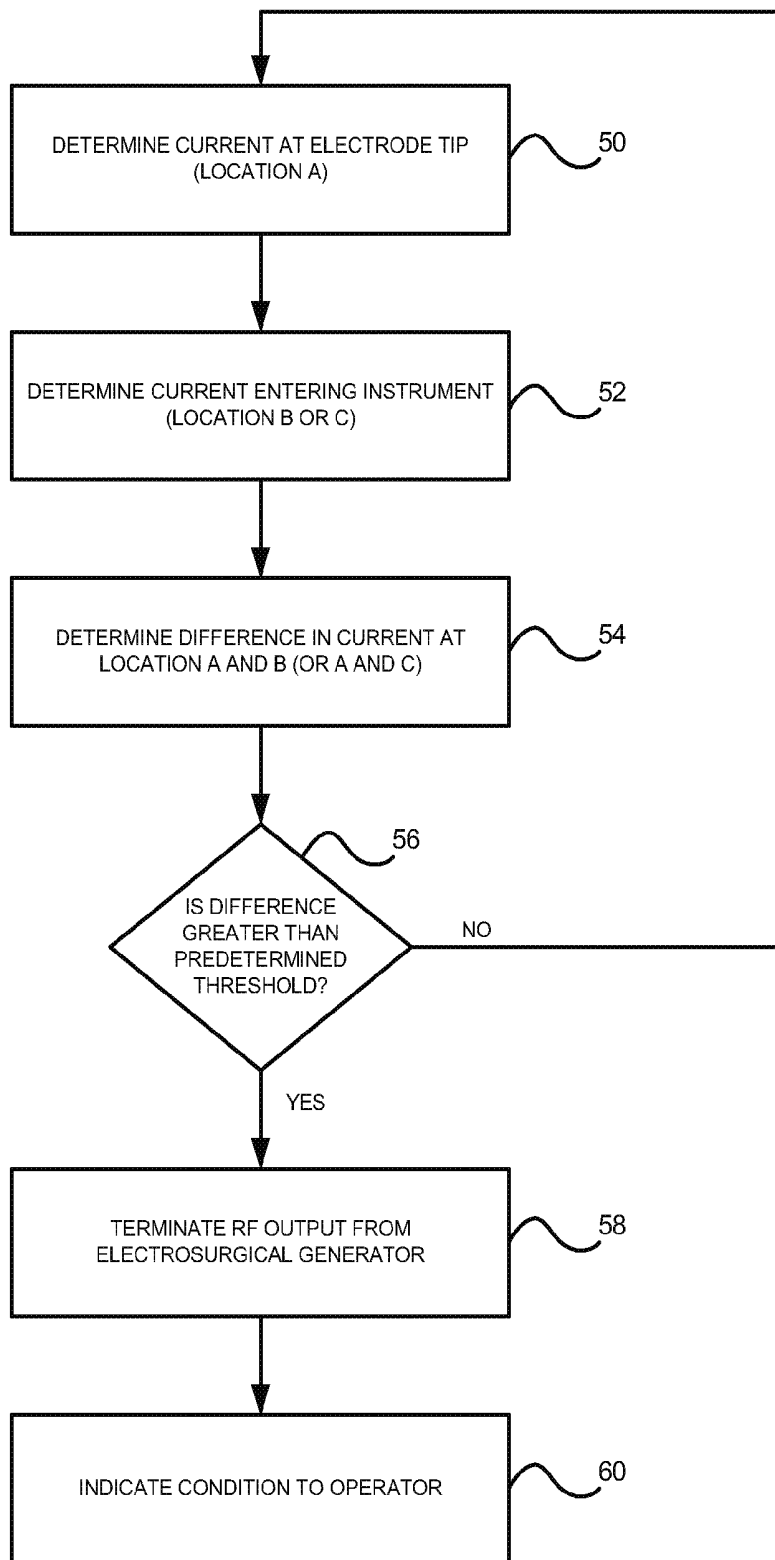 DETERMINE CURRENT AT ELECTRODE TIP
(LOCATION A)
50
DETERMINE CURRENT ENTERING INSTRUMENT
(LOCATION B OR C)
52
DETERMINE DIFFERENCE IN CURRENT AT
LOCATION A AND B (OR A AND C)
54
56
IS DIFFERENCE
GREATER THAN
PREDETERMINED
THRESHOLD?
NO
YES
TERMINATE RF OUTPUT FROM
ELECTROSURGICAL GENERATOR
58
INDICATE CONDITION TO OPERATOR
60